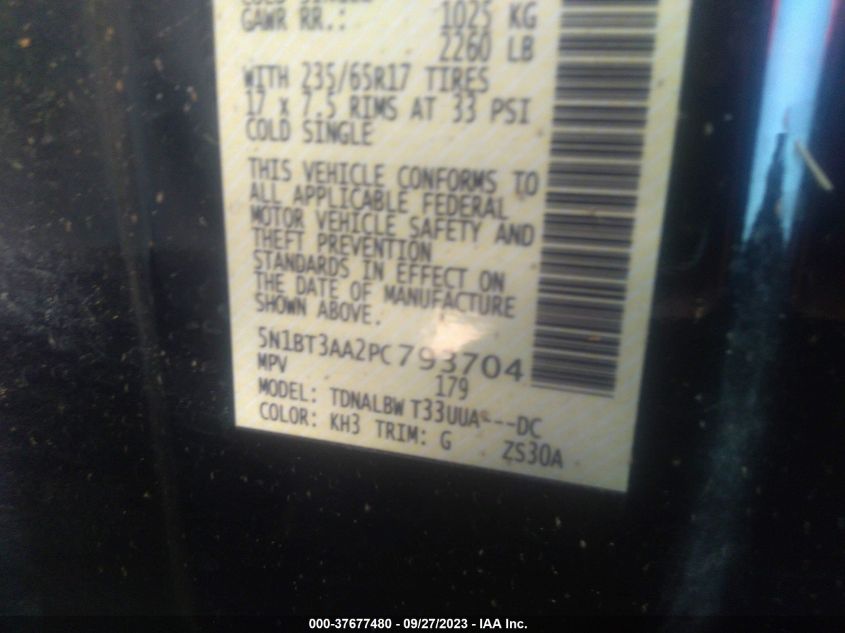 GAWR RR.: 1025 KG
2260 LB
WITH 235/65R17 TIRES
17 X 7.5 RIMS AT 33 PSI
COLD SINGLE
THIS VEHICLE CONFORMS TO
ALL APPLICABLE FEDERAL
MOTOR VEHICLE SAFETY AND
THEFT PREVENTION
STANDARDS IN EFFECT ON
THE DATE OF MANUFACTURE
SHOWN ABOVE.
5N1BT3AA2PC793704
MPV 179
MODEL: TDNALBW T33UUA---DC
COLOR: KH3 TRIM: G ZS30A
000-37677480 - 09/27/2023 - IAA Inc.